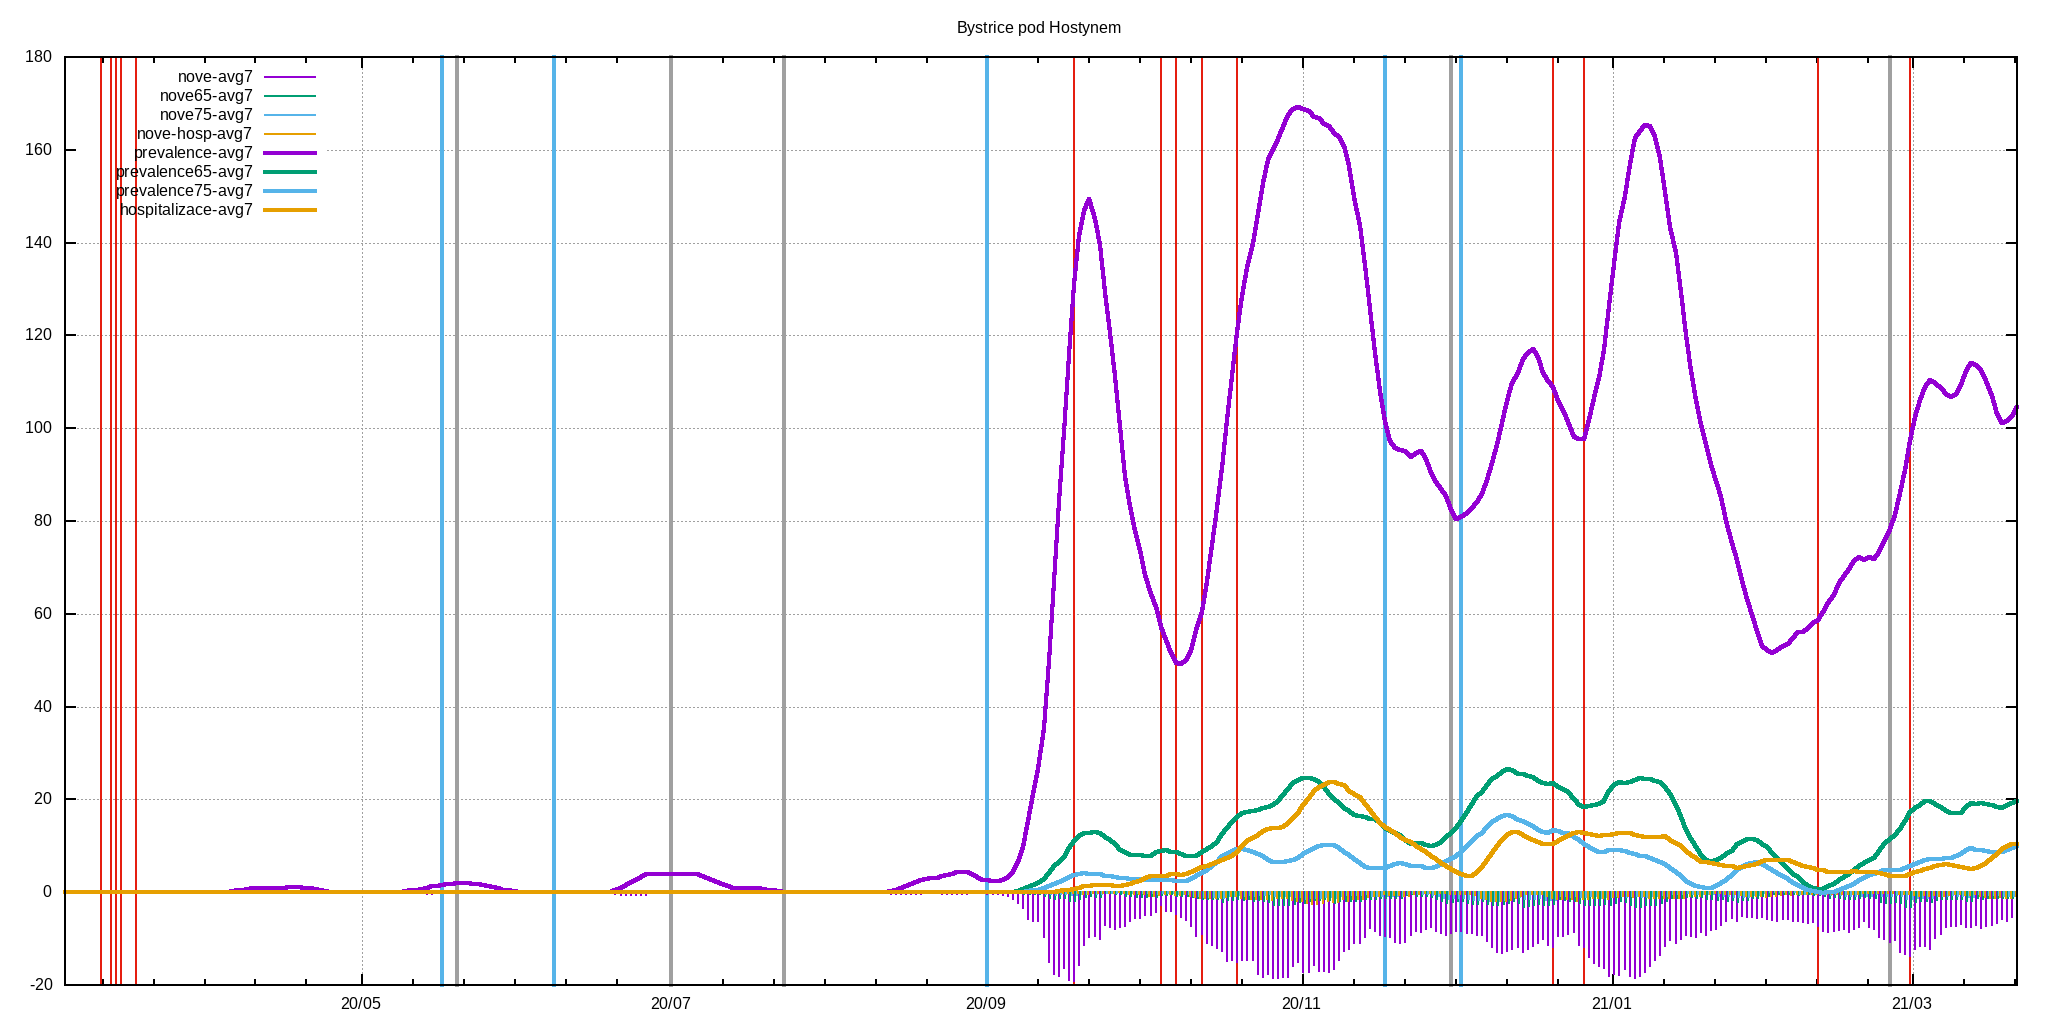 Bystrice pod Hostynem
180
160
140
120
100
80
60
40
20
0
-20
nove-avg7
nove65-avg7
nove75-avg7
nove-hosp-avg7
prevalence-avg7
prevalence65-avg7
prevalence75-avg7
hospitalizace-avg7
20/05 20/07 20/09 20/11 21/01 21/03